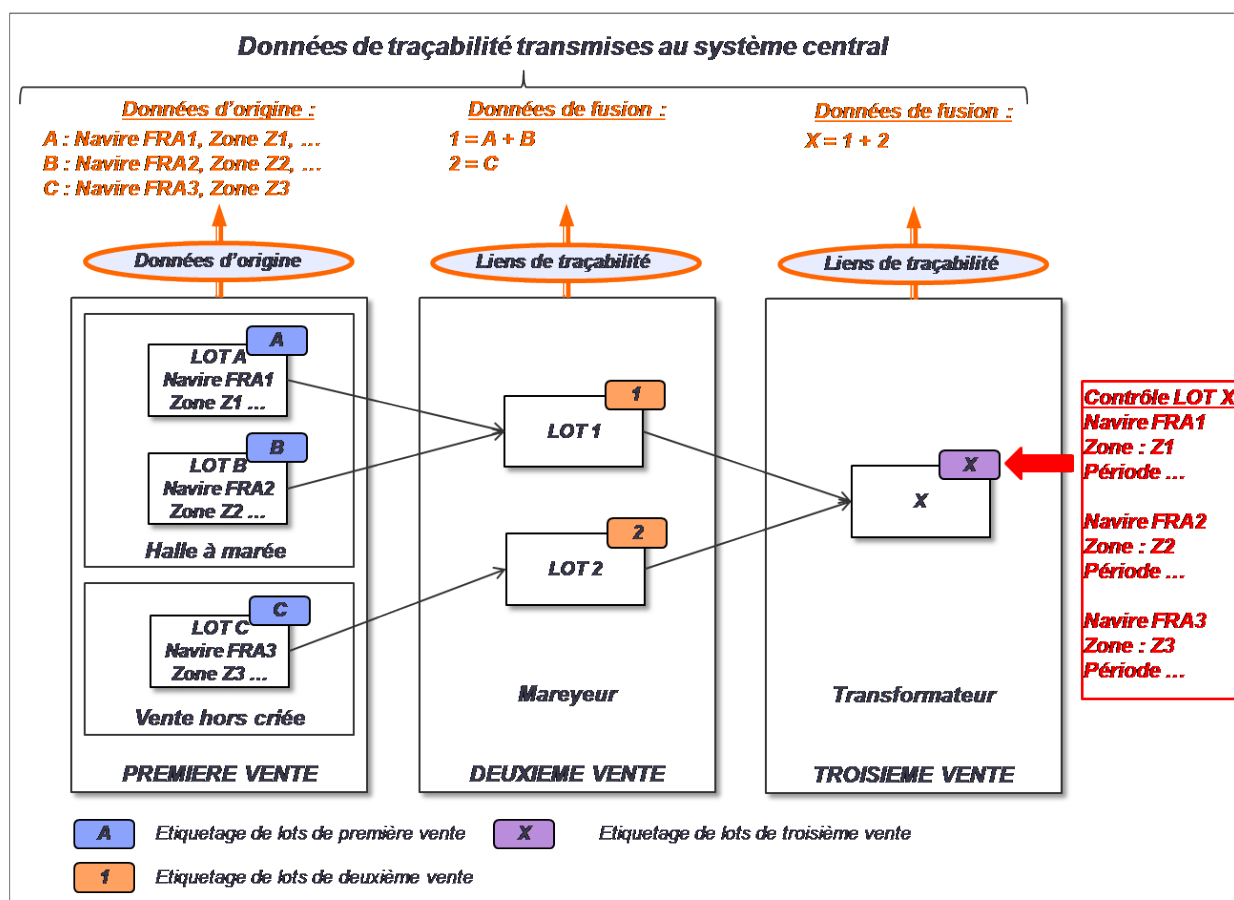 Données de traçabilité transmises au système central
Données d'origine :
A : Navire FRA1, Zone Z1, ...
B : Navire FRA2, Zone Z2, ...
C : Navire FRA3, Zone Z3
Données de fusion :
1 = A + B
2 = C
Données de fusion :
X = 1 + 2
Données d'origine
Liens de traçabilité
Liens de traçabilité
A
LOT A
Navire FRA1
Zone Z1 ...
B
LOT B
Navire FRA2
Zone Z2 ...
Halle à marée
C
LOT C
Navire FRA3
Zone Z3 ...
Vente hors criée
PREMIERE VENTE
1
LOT 1
2
LOT 2
Mareyeur
DEUXIEME VENTE
X
X
Transformateur
TROISIEME VENTE
Contrôle LOT X
Navire FRA1
Zone : Z1
Période ...
Navire FRA2
Zone : Z2
Période ...
Navire FRA3
Zone : Z3
Période ...
A Etiquetage de lots de première vente
X Etiquetage de lots de troisième vente
1 Etiquetage de lots de deuxième vente